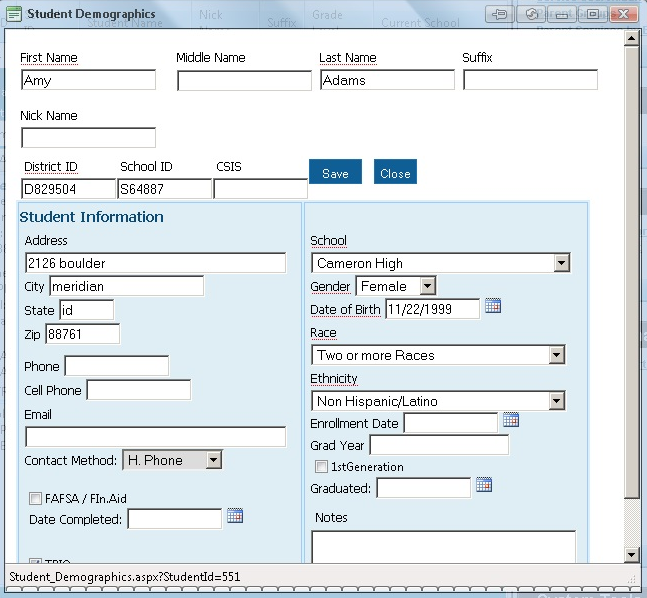 Student Demographics
First Name Middle Name Last Name Suffix
Amy Adams
Nick Name
District ID School ID CSIS
Save Close
D829504 S64887
Student Information
Address
2126 boulder
City meridian
State id
Zip 88761
Phone
Cell Phone
Email
Contact Method: H. Phone
FAFSA / FIn.Aid
Date Completed:
School
Cameron High
Gender Female
Date of Birth 11/22/1999
Race
Two or more Races
Ethnicity
Non Hispanic/Latino
Enrollment Date
Grad Year
1stGeneration
Graduated:
Notes
Student_Demographics.aspx?StudentId=551